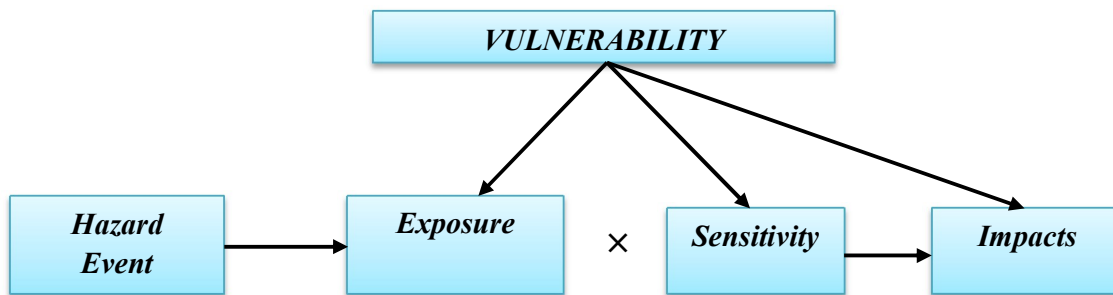 VULNERABILITY
Hazard
Event
Exposure
×
Sensitivity
Impacts